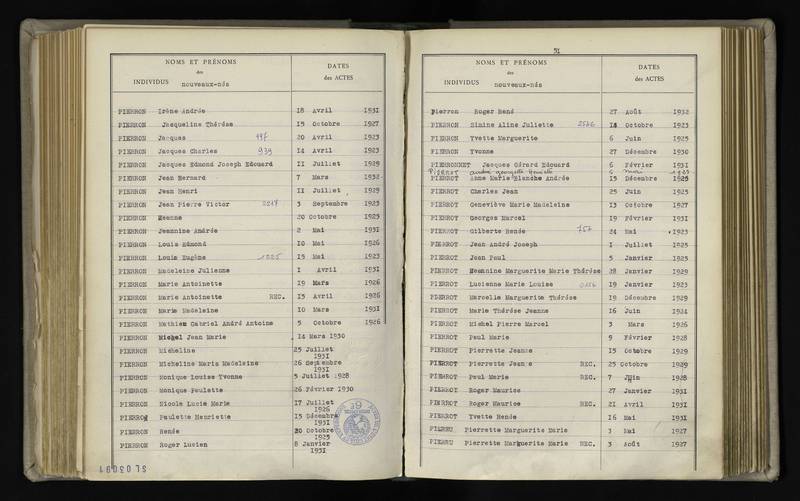 NOMS ET PRÉNOMS
des
INDIVIDUS nouveaux-nés
DATES
des ACTES
PIERRON Irène Andrée 18 Avril 1931
PIERRON Jacqueline Thérèse 15 Octobre 1927
PIERRON Jacques 20 Avril 1923
PIERRON Jacques Charles 939 14 Avril 1923
PIERRON Jacques Edmond Joseph Edouard 11 Juillet 1929
PIERRON Jean Bernard 7 Mars 1932
PIERRON Jean Henri 11 Juillet 1929
PIERRON Jean Pierre Victor 2217 3 Septembre 1923
PIERRON Jeanne 20 Octobre 1925
PIERRON Jeannine Andrée 2 Mai 1931
PIERRON Louis Edmond 10 Mai 1926
PIERRON Louis Eugène 1225 15 Mai 1923
PIERRON Madeleine Julienne 1 Avril 1931
PIERRON Marie Antoinette 19 Mars 1926
PIERRON Marie Antoinette REC. 15 Avril 1926
PIERRON Marie Madeleine 10 Mars 1931
PIERRON Mathieu Gabriel André Antoine 5 Octobre 1926
PIERRON Michel Jean Marie 14 Mars 1930
PIERRON Micheline 25 Juillet
1931
PIERRON Micheline Maria Madeleine 26 Septembre
1931
PIERRON Monique Louise Yvonne 5 Juillet 1928
PIERRON Monique Paulette 26 Février 1930
PIERRON Nicole Lucie Marie 17 Juillet
1926
PIERRON Paulette Henriette 15 Décembre
1931
PIERRON Renée 20 Octobre
1925
PIERRON Roger Lucien 8 Janvier
1931
51
NOMS ET PRÉNOMS
des
INDIVIDUS nouveaux-nés
DATES
des ACTES
Pierron Roger René 27 Août 1932
PIERRON Simine Aline Juliette 2546 14 Octobre 1923
PIERRON Yvette Marguerite 6 Juin 1925
PIERRON Yvonne 27 Décembre 1930
PIERRONNET Jacques Gérard Edouard 6 Février 1931
PIERROT 6 mai
PIERROT Anne Marie Blanche Andrée 15 Décembre 1925
PIERROT Charles Jean 25 Juin 1925
PIERROT Geneviève Marie Madeleine 13 Octobre 1927
PIERROT Georges Marcel 19 Février 1931
PIERROT Gilberte Renée 24 Mai 1923
PIERROT Jean André Joseph 1 Juillet 1925
PIERROT Jean Paul 5 Janvier 1925
PIERROT Jeannine Marguerite Marie Thérèse 28 Janvier 1929
PIERROT Lucienne Marie Louise 19 Janvier 1923
PIERROT Marcelle Marguerite Thérèse 19 Décembre 1929
PIERROT Marie Thérèse Jeanne 16 Juin 1924
PIERROT Michel Pierre Marcel 3 Mars 1926
PIERROT Paul Marie 9 Février 1928
PIERROT Pierrette Jeanne 15 Octobre 1929
PIERROT Pierrette Jeanne REC. 25 Octobre 1929
PIERROT Paul Marie REC. 7 Juin 1928
PIERROT Roger Maurice 27 Janvier 1931
PIERROT Roger Maurice REC. 21 Avril 1931
PIERROT Yvette Renée 16 Mai 1931
PIERRU Pierrette Marguerite Marie 3 Mai 1927
PIERRU Pierrette Marguerite Marie REC. 3 Août 1927